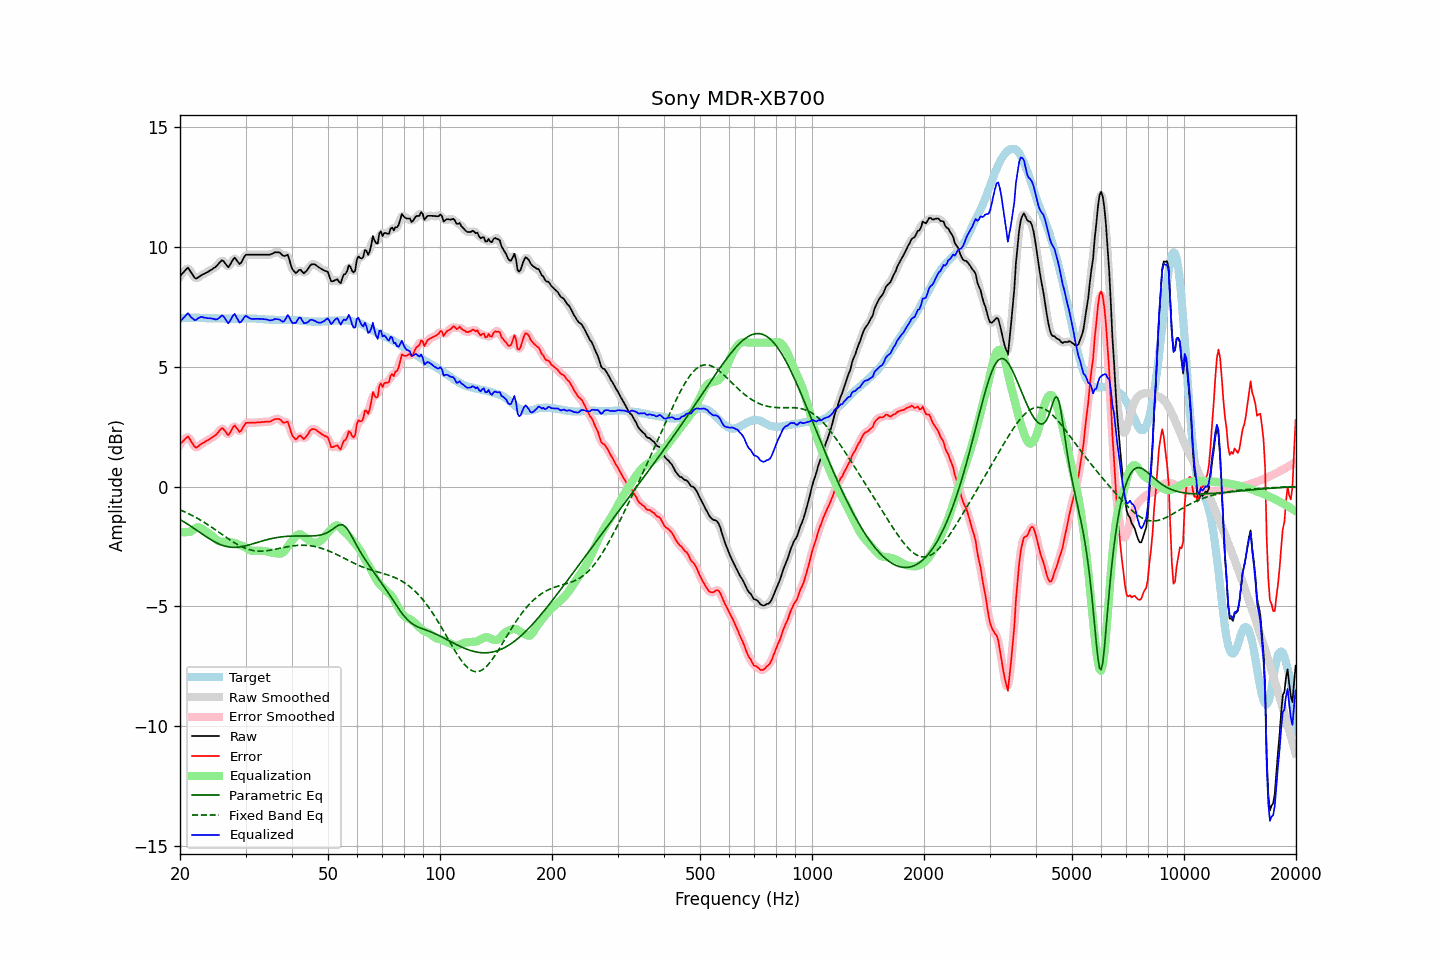 Sony MDR-XB700
Amplitude (dBr)
15
10
5
0
−5
−10
−15
Target
Raw Smoothed
Error Smoothed
Raw
Error
Equalization
Parametric Eq
Fixed Band Eq
Equalized
20 50 100 200 500 1000 2000 5000 10000 20000
Frequency (Hz)